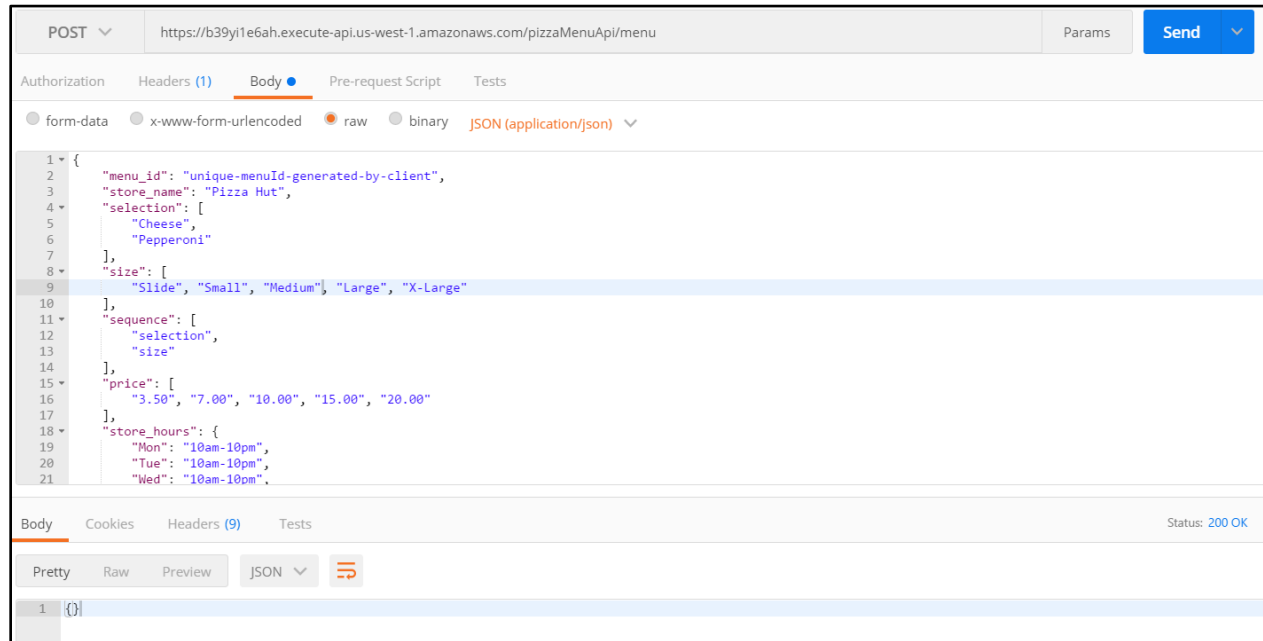 POST https://b39yi1e6ah.execute-api.us-west-1.amazonaws.com/pizzaMenuApi/menu Params Send
Authorization Headers (1) Body Pre-request Script Tests
form-data x-www-form-urlencoded raw binary JSON (application/json)
1 {
2 "menu_id": "unique-menuId-generated-by-client",
3 "store_name": "Pizza Hut",
4 "selection": [
5 "Cheese",
6 "Pepperoni"
7 ],
8 "size": [
9 "Slide", "Small", "Medium", "Large", "X-Large"
10 ],
11 "sequence": [
12 "selection",
13 "size"
14 ],
15 "price": [
16 "3.50", "7.00", "10.00", "15.00", "20.00"
17 ],
18 "store_hours": {
19 "Mon": "10am-10pm",
20 "Tue": "10am-10pm",
21 "Wed": "10am-10pm",
Body Cookies Headers (9) Tests Status: 200 OK
Pretty Raw Preview JSON
1 {}